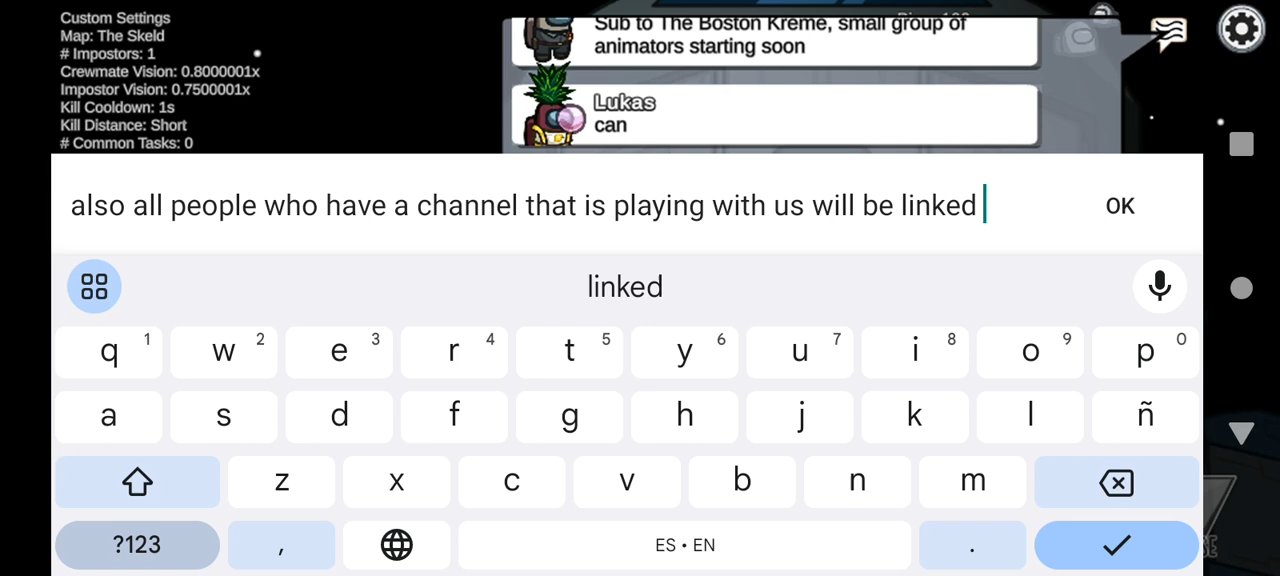 Custom Settings
Map: The Skeld
# Impostors: 1
Crewmate Vision: 0.8000001x
Impostor Vision: 0.7500001x
Kill Cooldown: 1s
Kill Distance: Short
# Common Tasks: 0
Sub to The Boston Kreme, small group of
animators starting soon
Lukas
can
also all people who have a channel that is playing with us will be linked
OK
linked
q 1 w 2 e 3 r 4 t 5 y 6 u 7 i 8 o 9 p 0
a s d f g h j k l ñ
z x c v b n m
?123 , ES • EN .